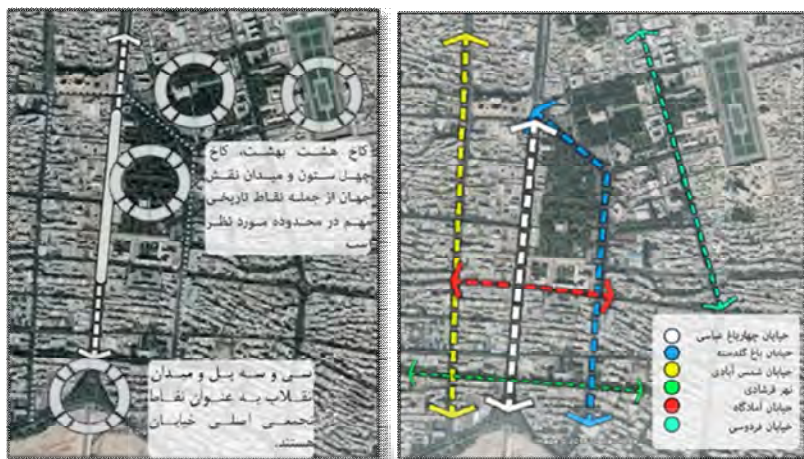 کاخ هشت بهشت، کاخ
چهل ستون و میدان نقش
جهان از جمله نقاط تاریخی
مهم در محدوده مورد نظر
است
سی و سه پل و میدان
انقلاب به عنوان نقاط
تجمعی اصلی خیابان
هستند.
خیابان چهارباغ عباسی
خیابان باغ گلدسته
خیابان شمس آبادی
نهر فرشادی
خیابان آمادگاه
خیابان فردوسی